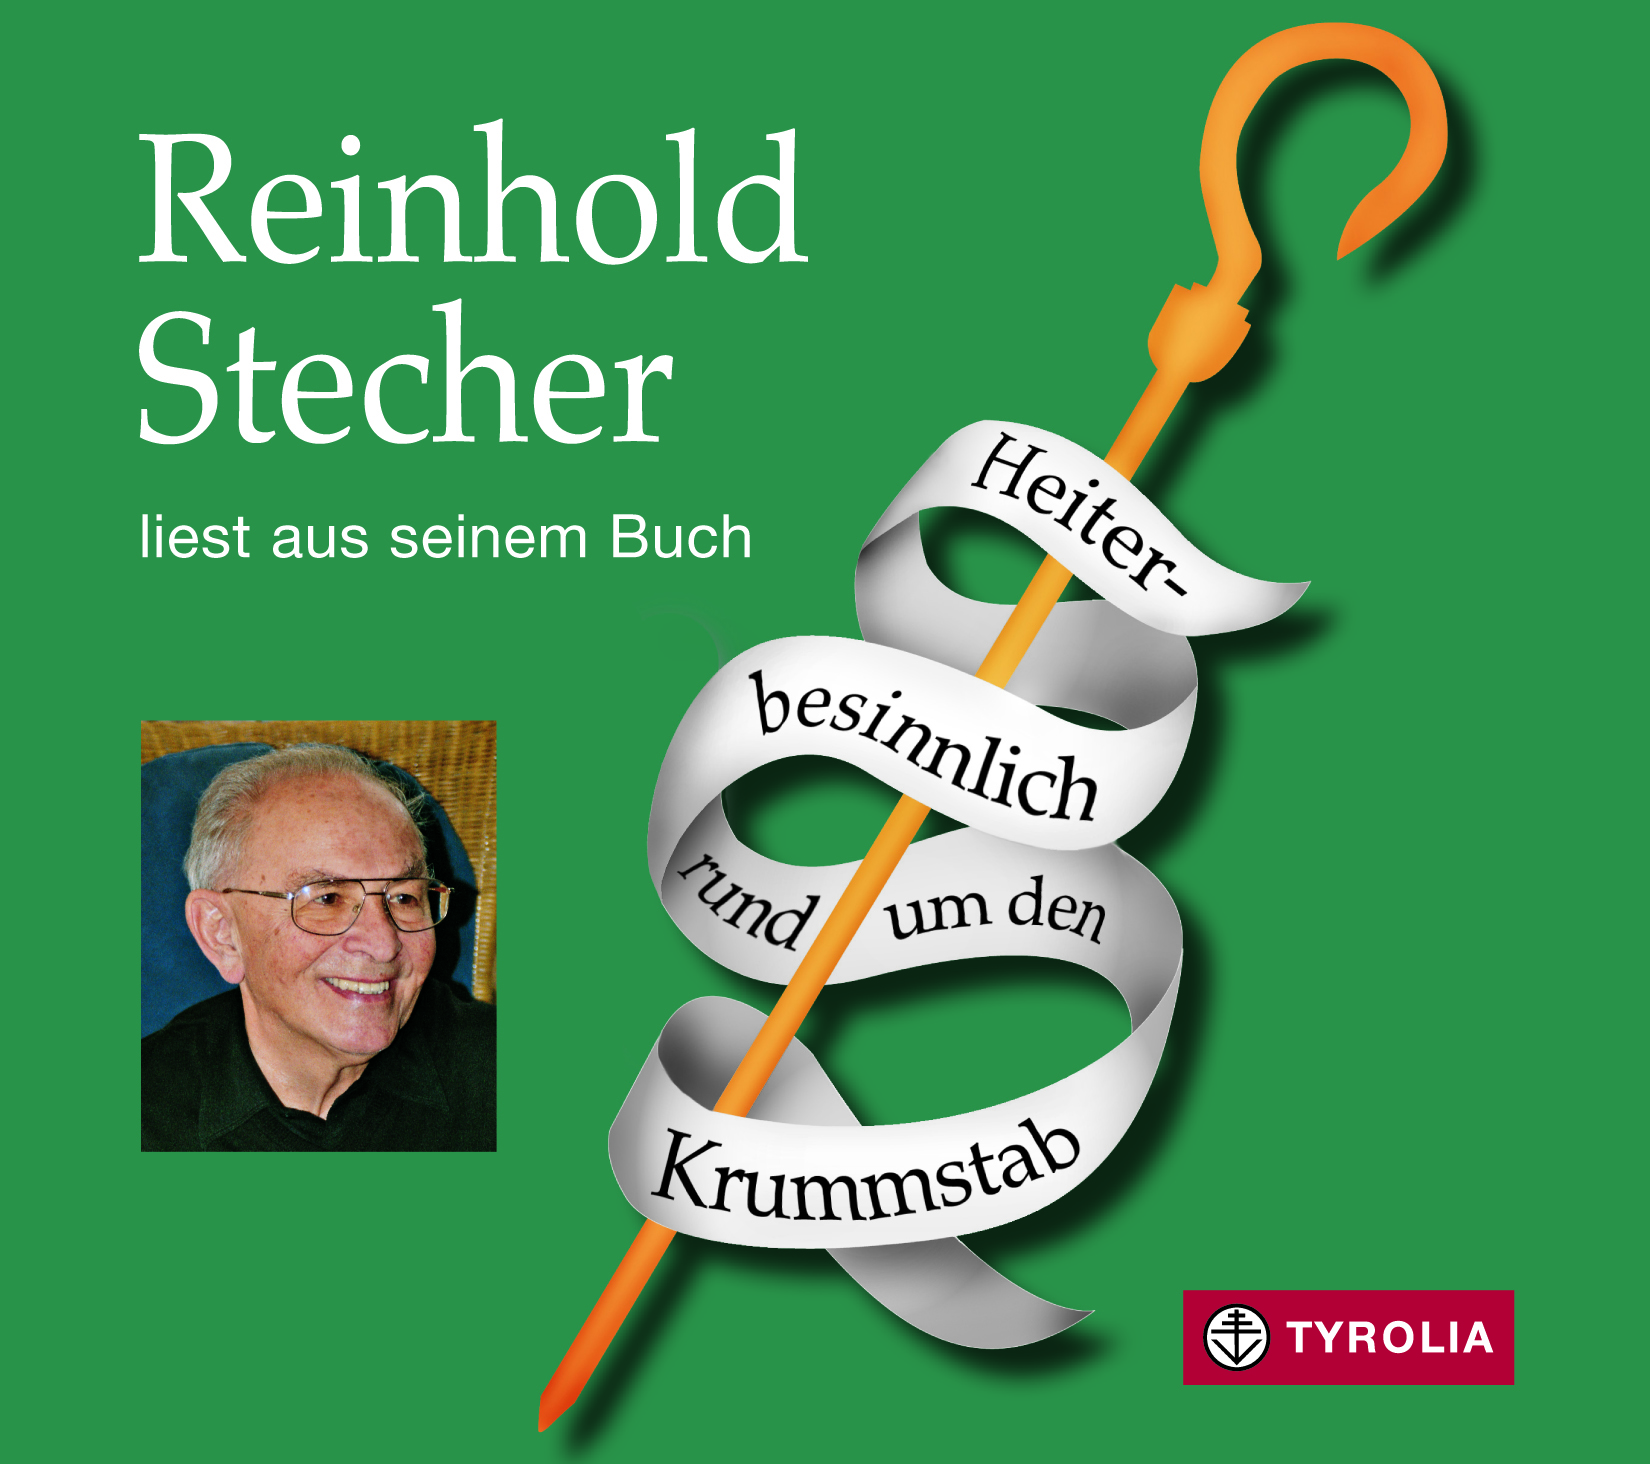 Reinhold
Stecher
liest aus seinem Buch
Heiter-
besinnlich
rund um den
Krummstab
TYROLIA